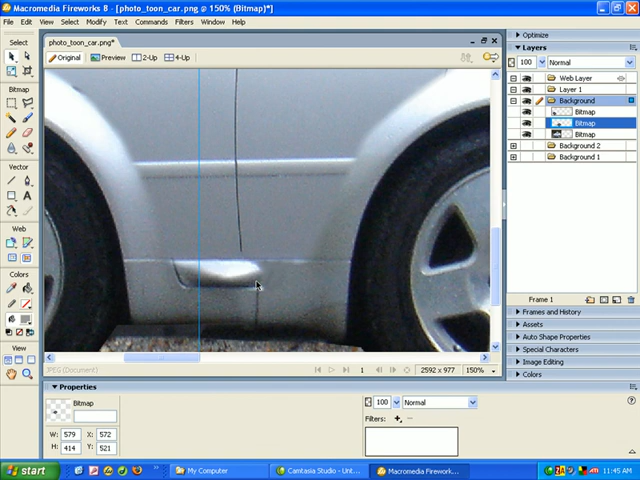 Macromedia Fireworks 8 - [photo_toon_car.png @ 150% (Bitmap)*]
File Edit View Select Modify Text Commands Filters Window Help
Select
Bitmap
Vector
Web
Colors
View
photo_toon_car.png*
Original Preview 2-Up 4-Up
JPEG (Document) 1 2592 x 977 150%
Optimize
Layers
100 Normal
Web Layer
Layer 1
Background
Bitmap
Bitmap
Bitmap
Background 2
Background 1
Frame 1
Frames and History
Assets
Auto Shape Properties
Special Characters
Image Editing
Colors
Properties
Bitmap
W: 579 X: 572
H: 414 Y: 521
100 Normal
Filters:
start My Computer Camtasia Studio - Unt... Macromedia Firework... 11:45 AM